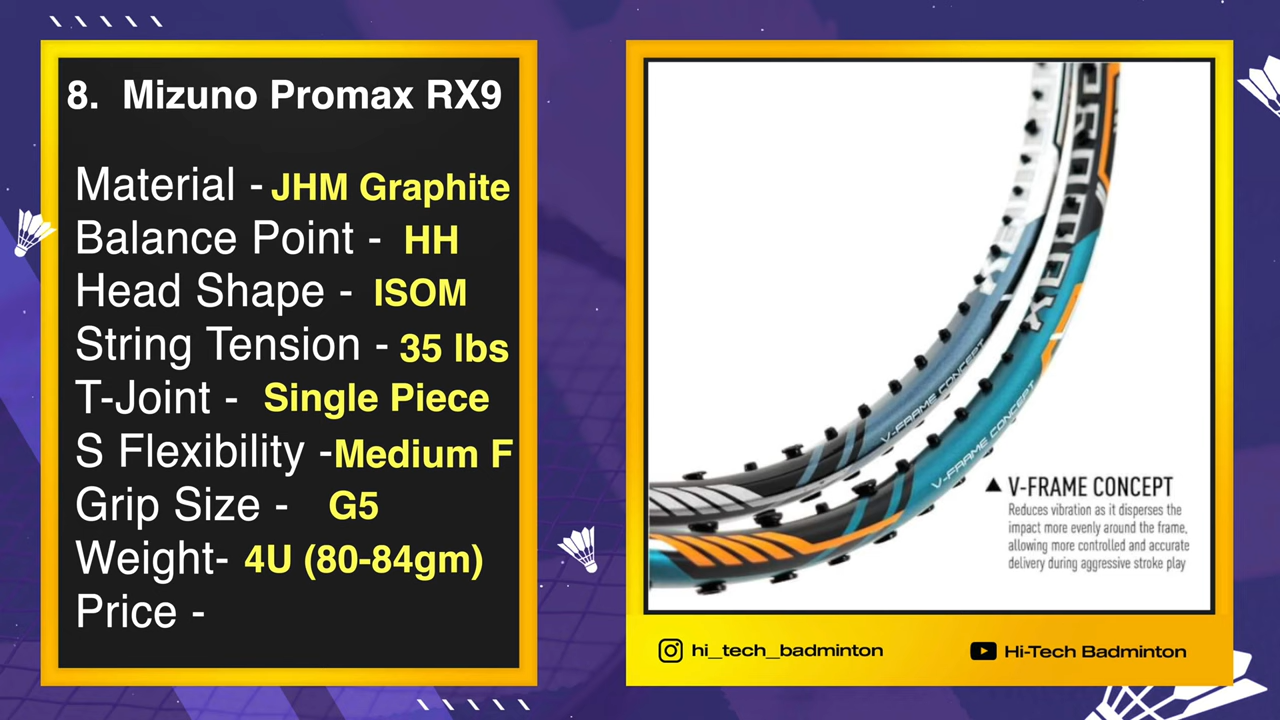 8. Mizuno Promax RX9
Material - JHM Graphite
Balance Point - HH
Head Shape - ISOM
String Tension - 35 lbs
T-Joint - Single Piece
S Flexibility -Medium F
Grip Size - G5
Weight- 4U (80-84gm)
Price -
V-FRAME CONCEPT
V-FRAME CONCEPT
▲ V-FRAME CONCEPT
Reduces vibration as it disperses the
impact more evenly around the frame,
allowing more controlled and accurate
delivery during aggressive stroke play
hi_tech_badminton
Hi-Tech Badminton